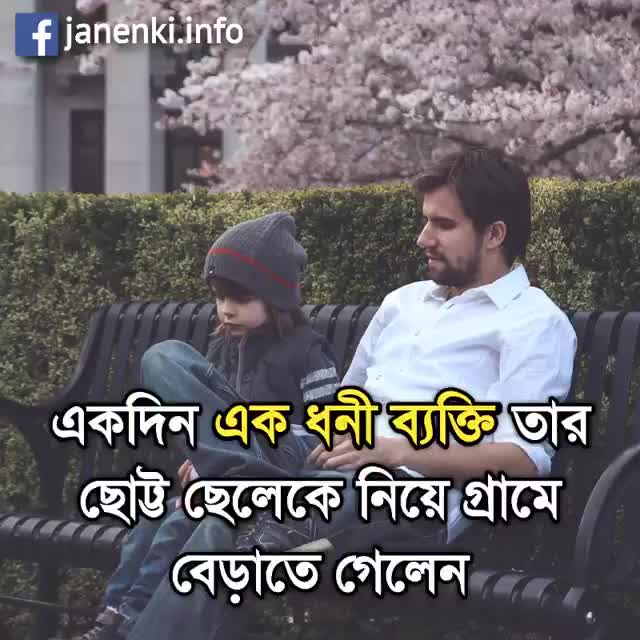 janenki.info
একদিন এক ধনী ব্যক্তি তার
ছোট্ট ছেলেকে নিয়ে গ্রামে
বেড়াতে গেলেন